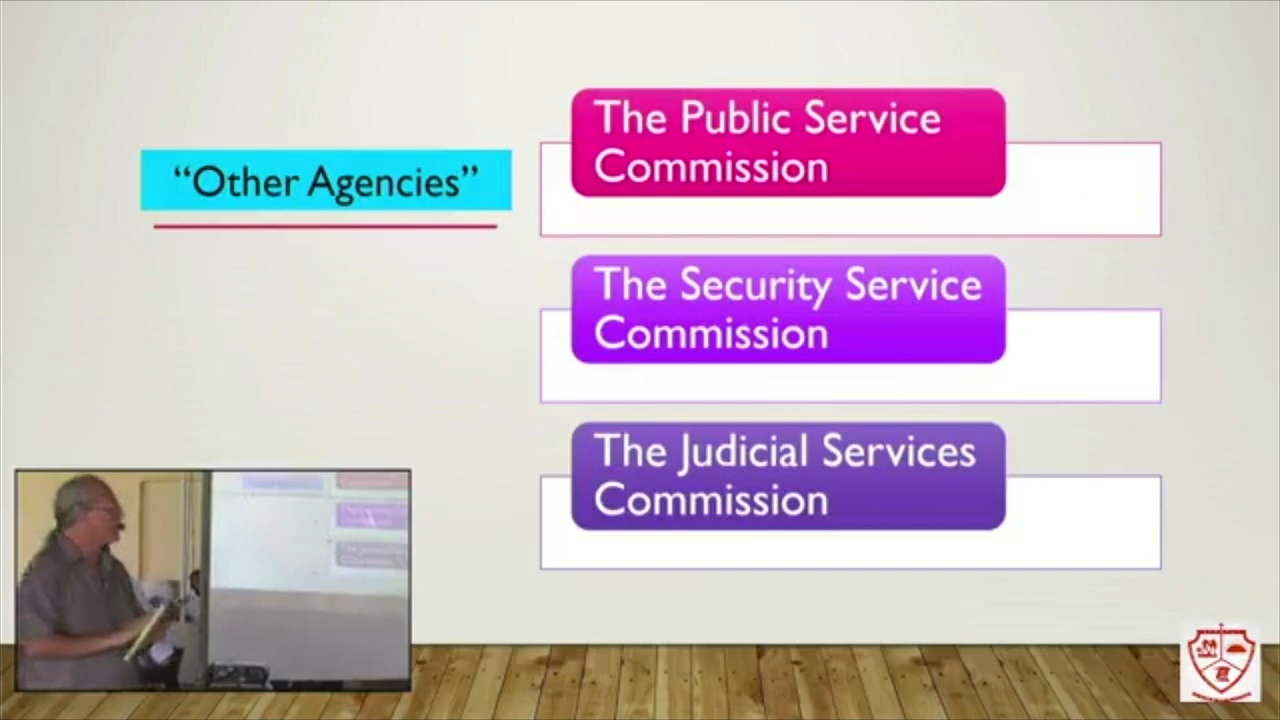 “Other Agencies”
The Public Service
Commission
The Security Service
Commission
The Judicial Services
Commission